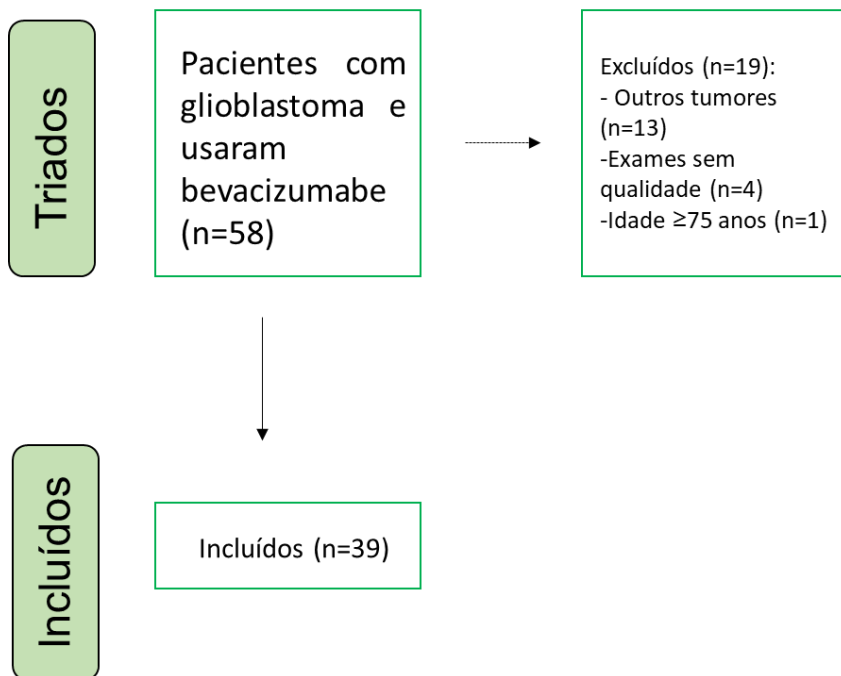 Triados
Pacientes com
glioblastoma e
usaram
bevacizumabe
(n=58)
Excluídos (n=19):
- Outros tumores
(n=13)
-Exames sem
qualidade (n=4)
-Idade ≥75 anos (n=1)
Incluídos
Incluídos (n=39)